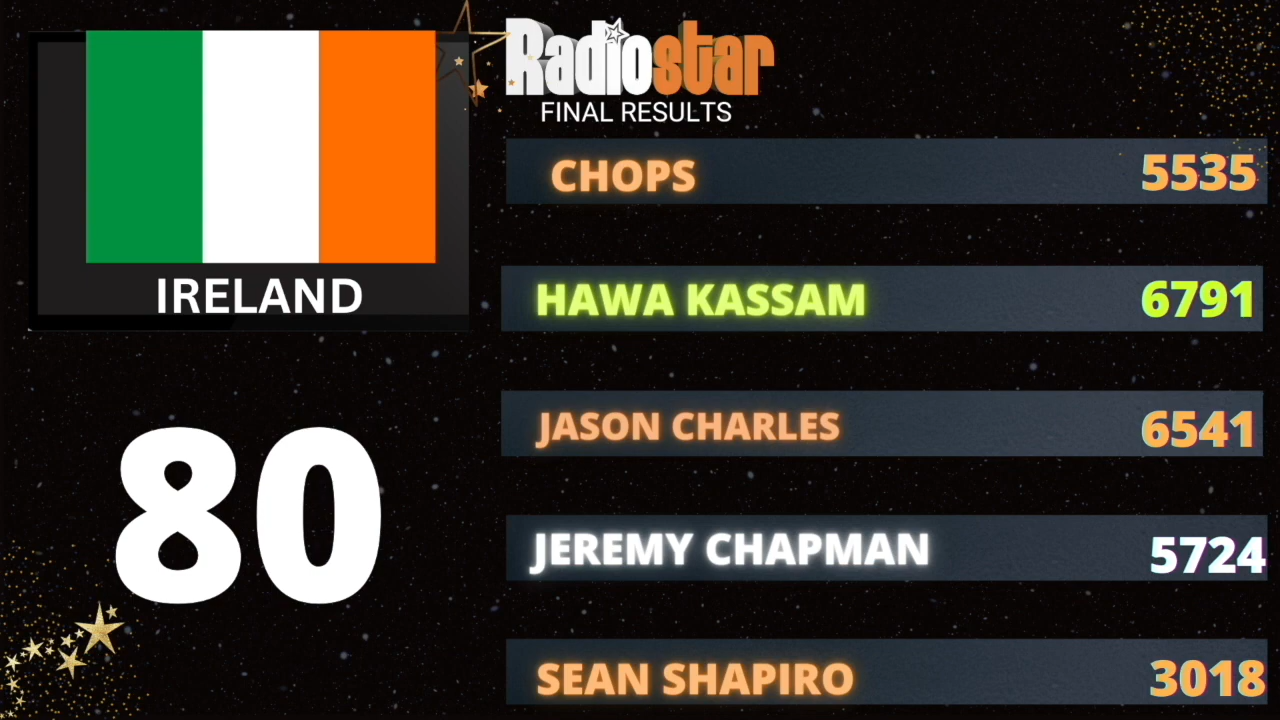 Radiostar
FINAL RESULTS
IRELAND
80
CHOPS 5535
HAWA KASSAM 6791
JASON CHARLES 6541
JEREMY CHAPMAN 5724
SEAN SHAPIRO 3018